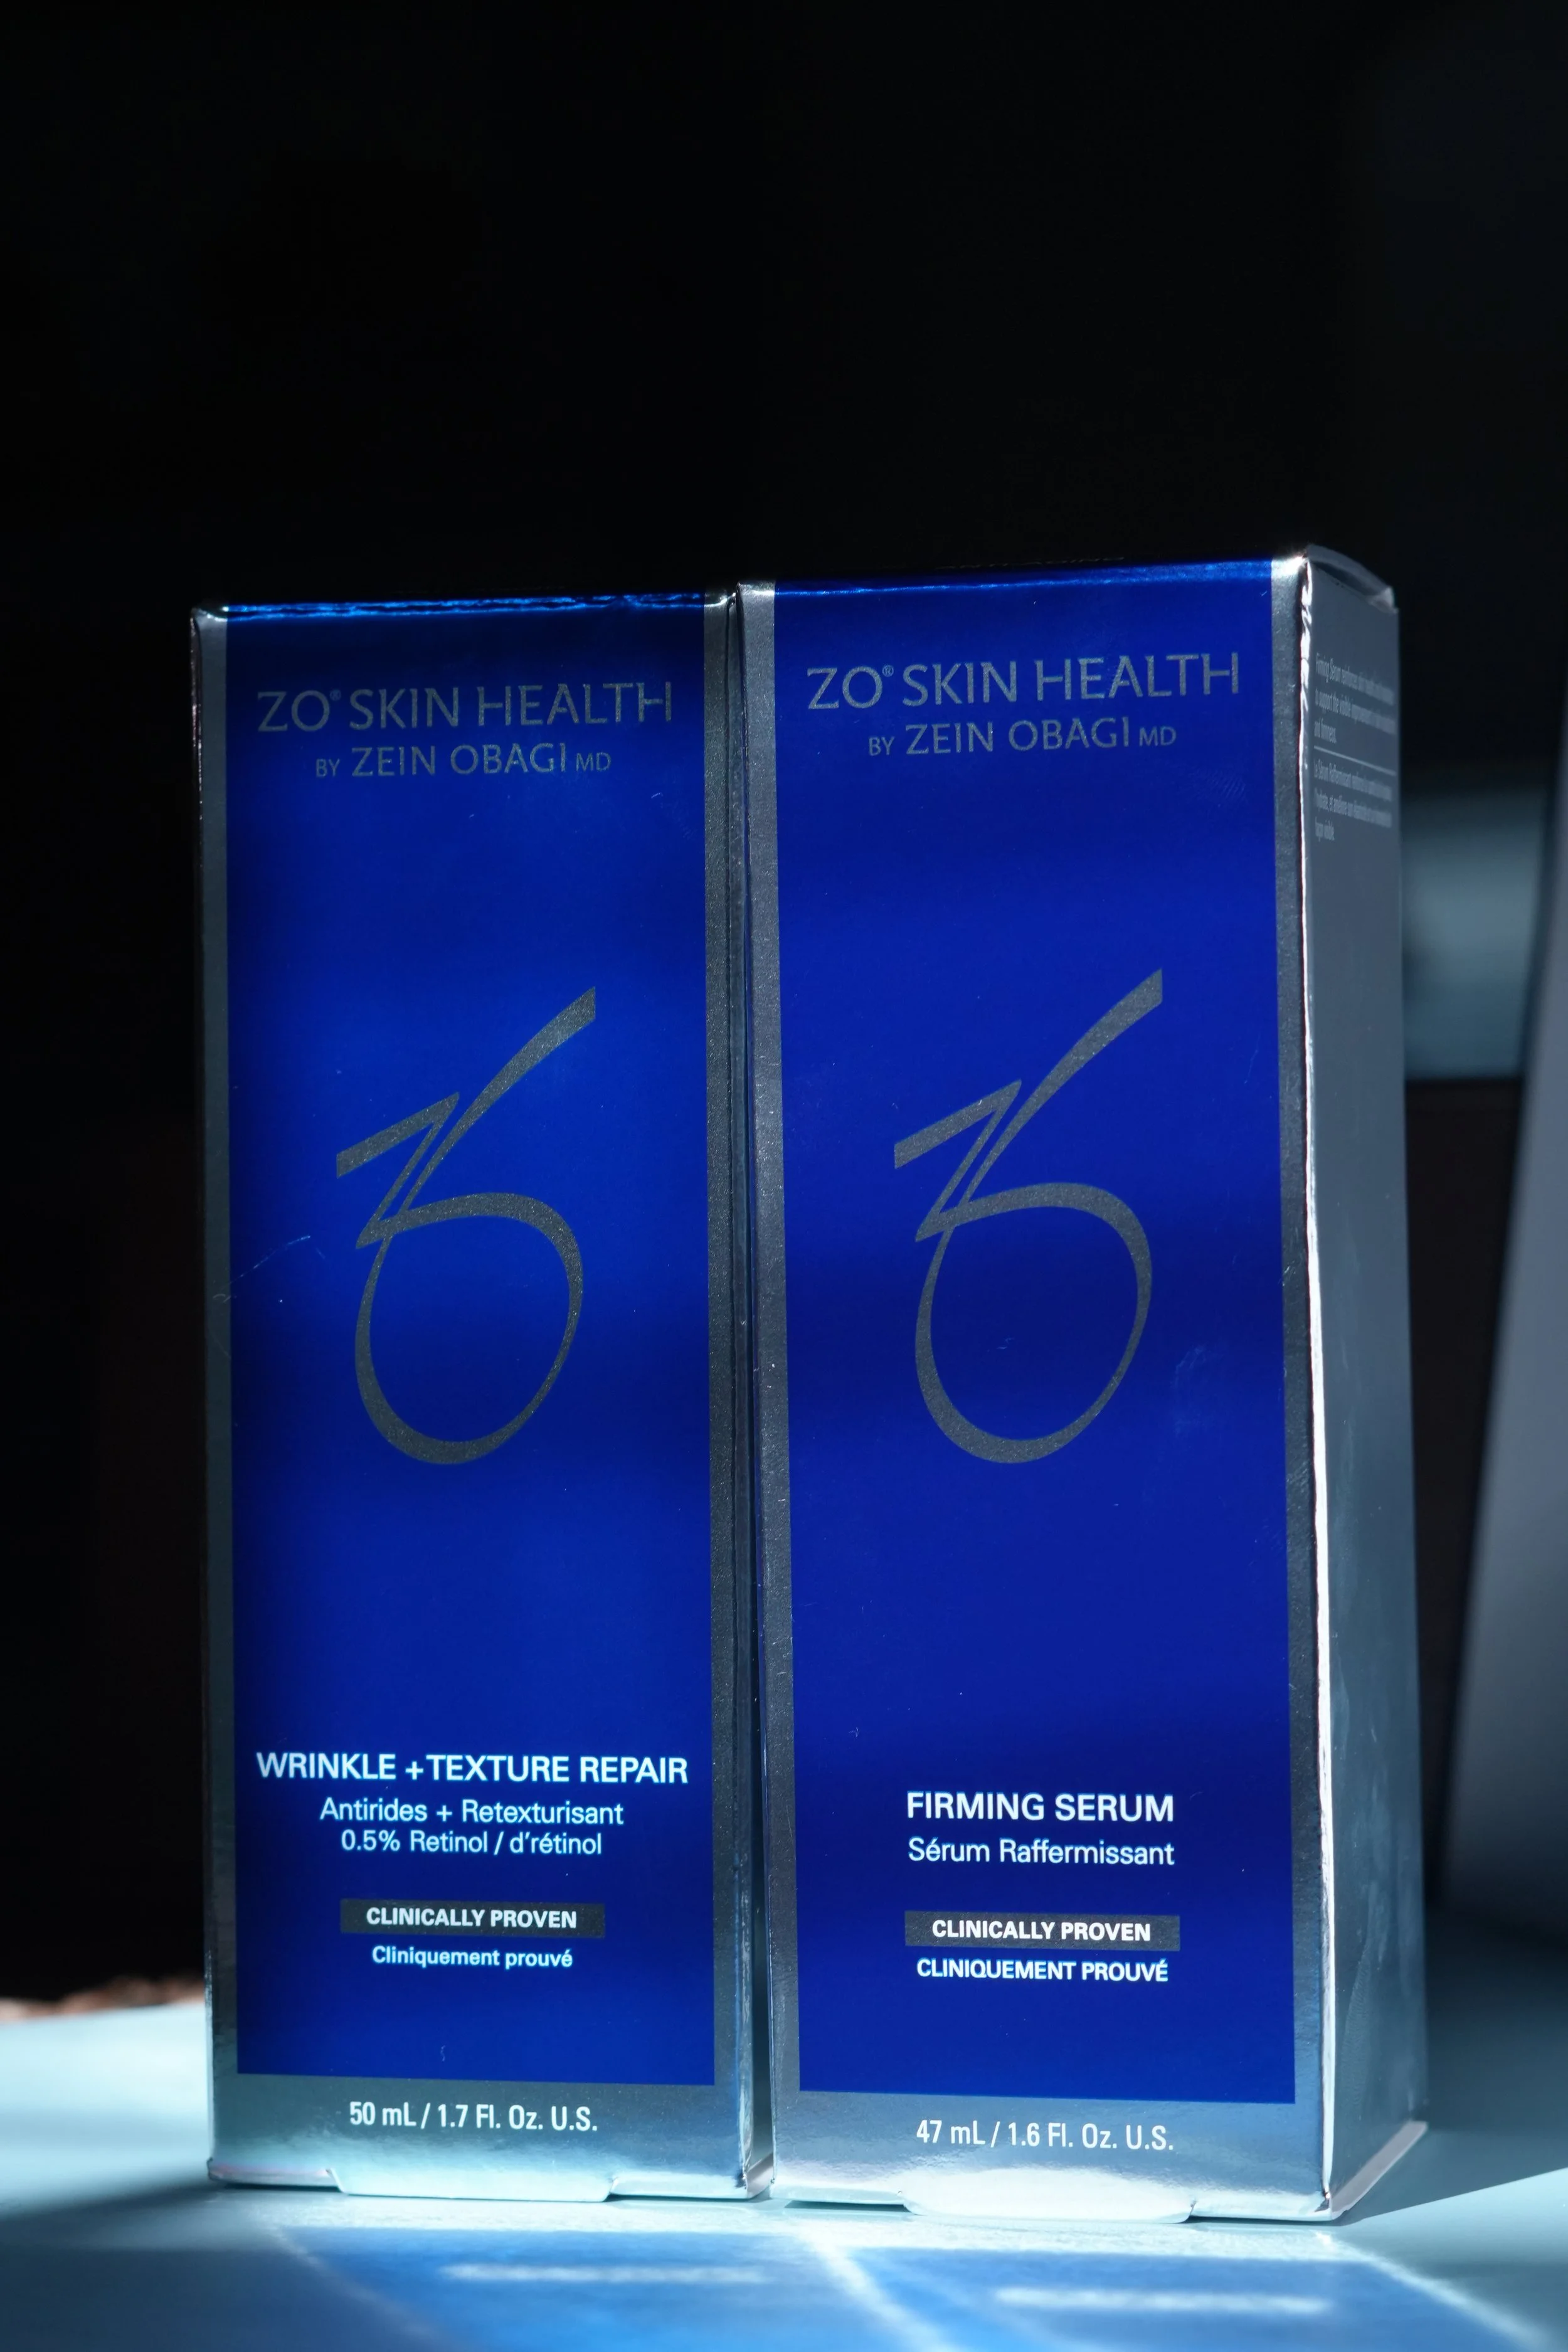 ZO® SKIN HEALTH
BY ZEIN OBAGI MD
WRINKLE + TEXTURE REPAIR
Antirides + Retexturisant
0.5% Retinol / d'rétinol
CLINICALLY PROVEN
Cliniquement prouvé
50 mL / 1.7 Fl. Oz. U.S.
ZO® SKIN HEALTH
BY ZEIN OBAGI MD
FIRMING SERUM
Sérum Raffermissant
CLINICALLY PROVEN
CLINIQUEMENT PROUVÉ
47 mL / 1.6 Fl. Oz. U.S.